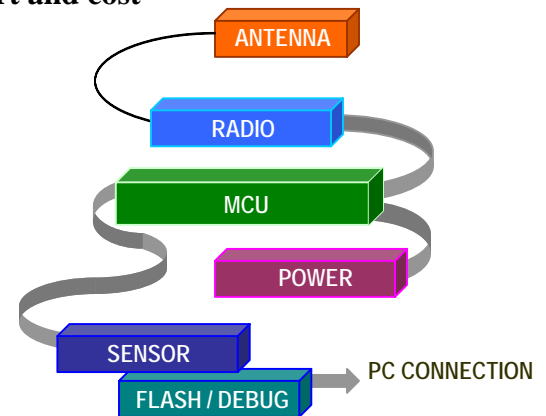 and cost
ANTENNA
RADIO
MCU
POWER
SENSOR
PC CONNECTION
FLASH / DEBUG